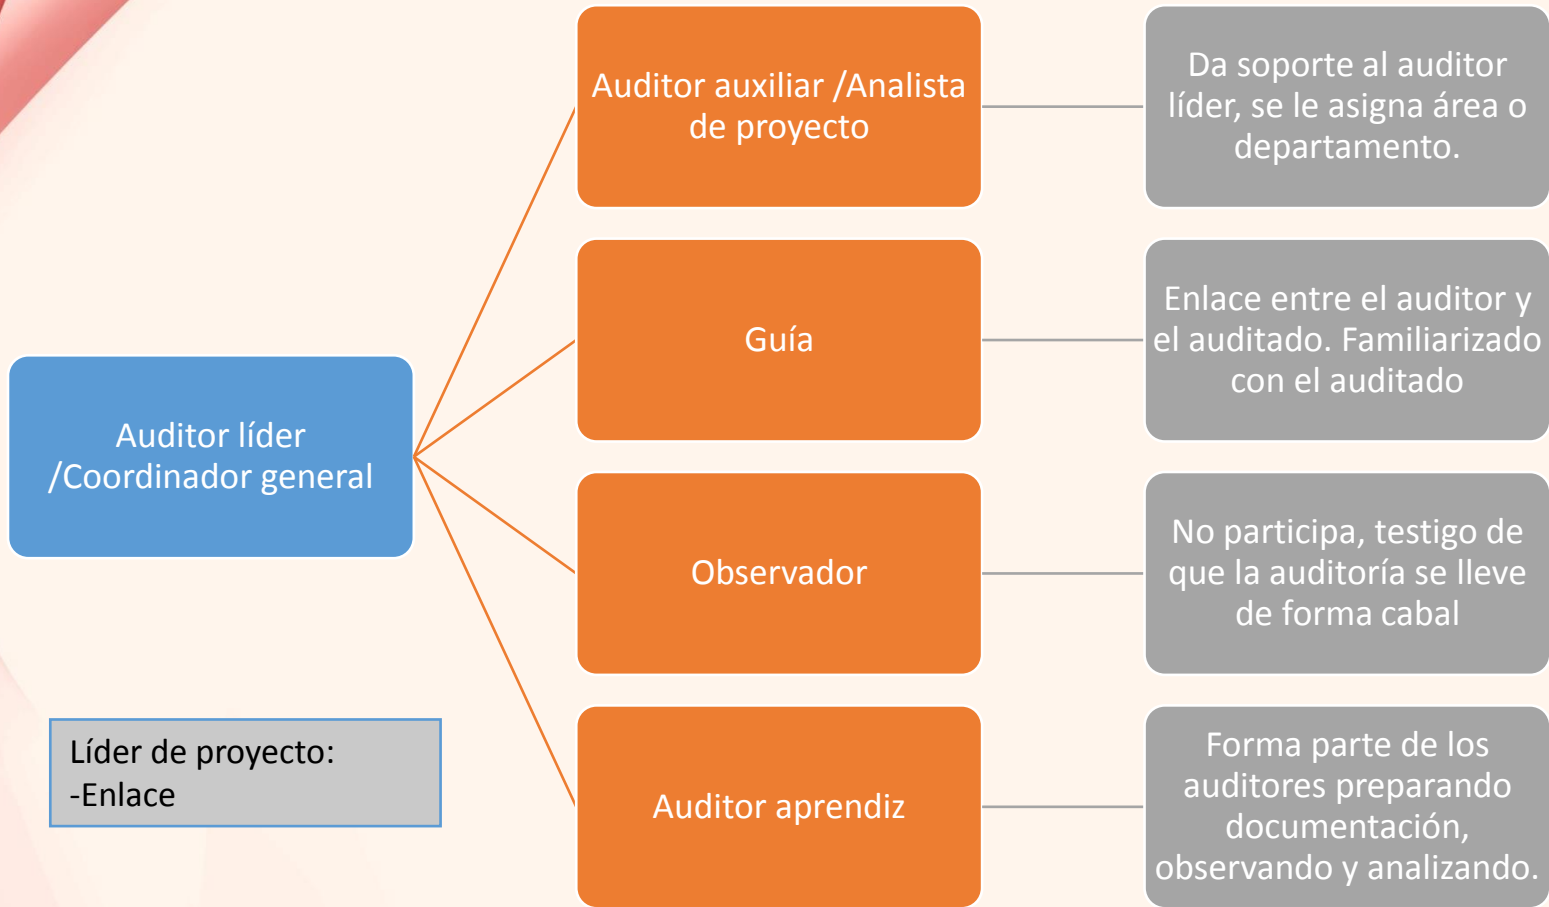 Auditor líder
/Coordinador general
Auditor auxiliar /Analista
de proyecto
Da soporte al auditor
líder, se le asigna área o
departamento.
Guía
Enlace entre el auditor y
el auditado. Familiarizado
con el auditado
Observador
No participa, testigo de
que la auditoría se lleve
de forma cabal
Auditor aprendiz
Forma parte de los
auditores preparando
documentación,
observando y analizando.
Líder de proyecto:
-Enlace